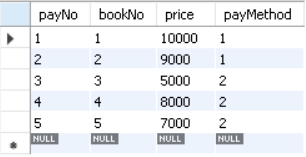 payNo bookNo price payMethod
1 1 10000 1
2 2 9000 1
3 3 5000 2
4 4 8000 2
5 5 7000 2
NULL NULL NULL NULL